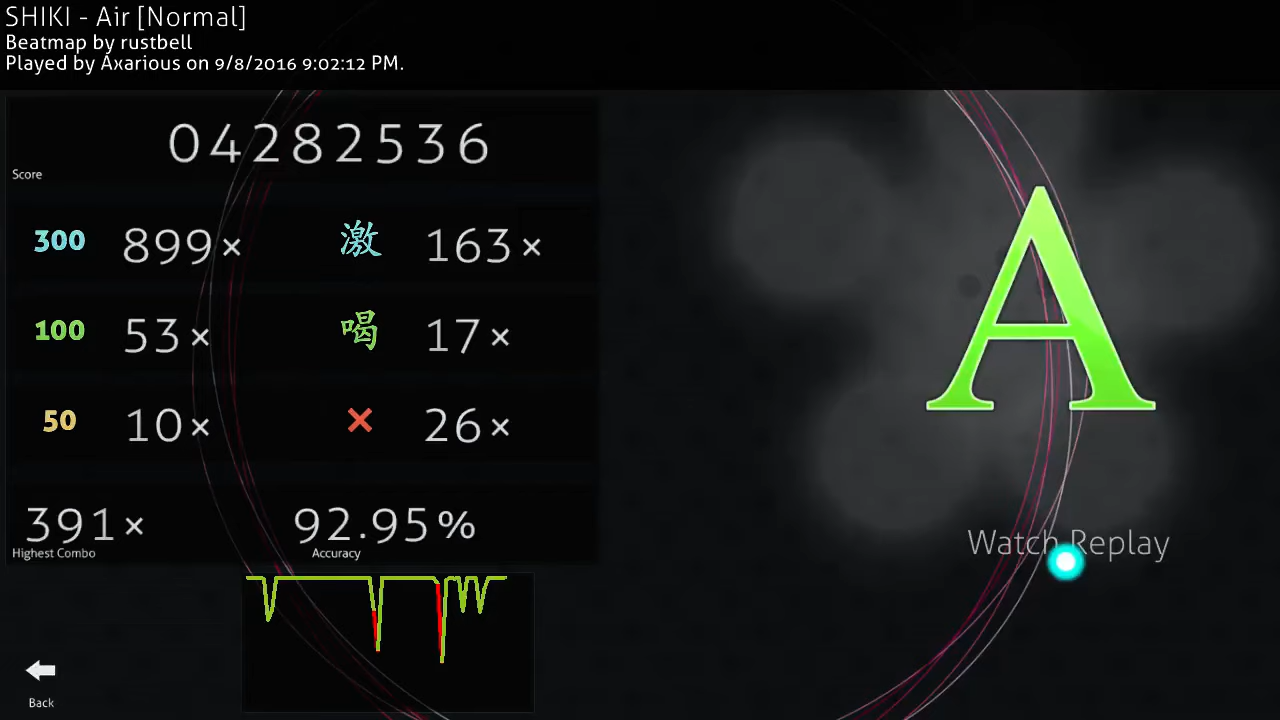 SHIKI - Air [Normal]
Beatmap by rustbell
Played by Axarious on 9/8/2016 9:02:12 PM.
04282536
Score
300 899× 激 163×
100 53× 喝 17×
50 10× × 26×
391× 92.95%
Highest Combo Accuracy
A
Watch Replay
Back